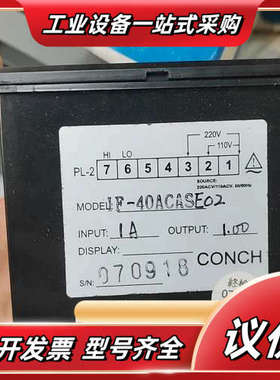 工业设备一站式采购
HI LO
220V
110V
PL-2 7 6 5 4 3 2 1
SOURCE:
220VAC/110VAC, 50/60Hz
MODEL IF-40ACASE02
INPUT: 1A OUTPUT: 1.00
DISPLAY:
S/N: 070918 CONCH
开发票 型号齐全
议价